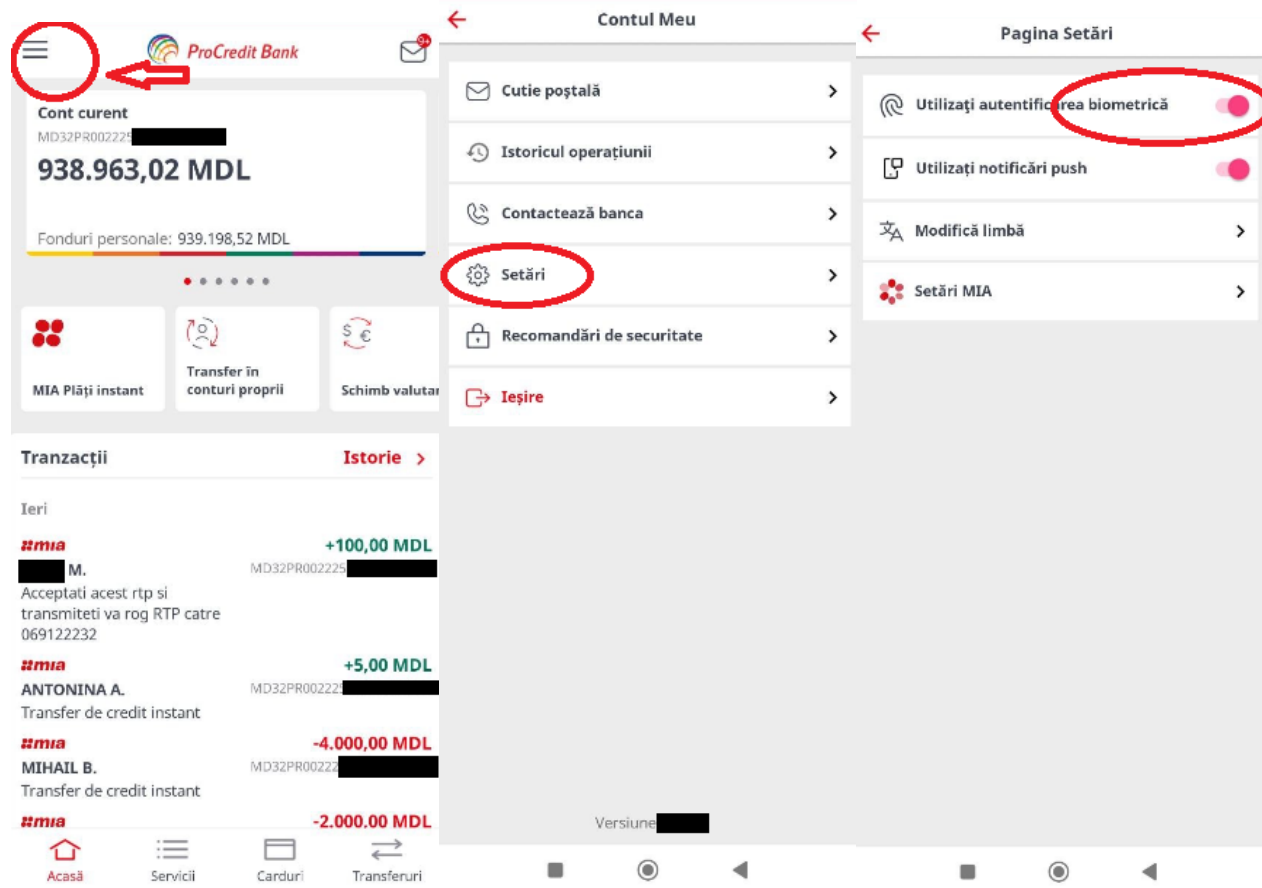 ProCredit Bank
9+
Cont curent
MD32PR002225
938.963,02 MDL
Fonduri personale: 939.198,52 MDL
MIA Plăți instant
Transfer în
conturi proprii
Schimb valutar
Tranzacții
Istorie
Ieri
mia
+100,00 MDL
M.
MD32PR002225
Acceptati acest rtp si
transmiteti va rog RTP catre
069122232
mia
+5,00 MDL
ANTONINA A.
MD32PR002225
Transfer de credit instant
mia
-4.000,00 MDL
MIHAIL B.
MD32PR00222
Transfer de credit instant
mia
-2.000.00 MDL
Acasă
Servicii
Carduri
Transferuri
Contul Meu
Cutie poștală
Istoricul operațiunii
Contactează banca
Setări
Recomandări de securitate
Ieșire
Versiune
Pagina Setări
Utilizați autentificarea biometrică
Utilizați notificări push
Modifică limbă
Setări MIA